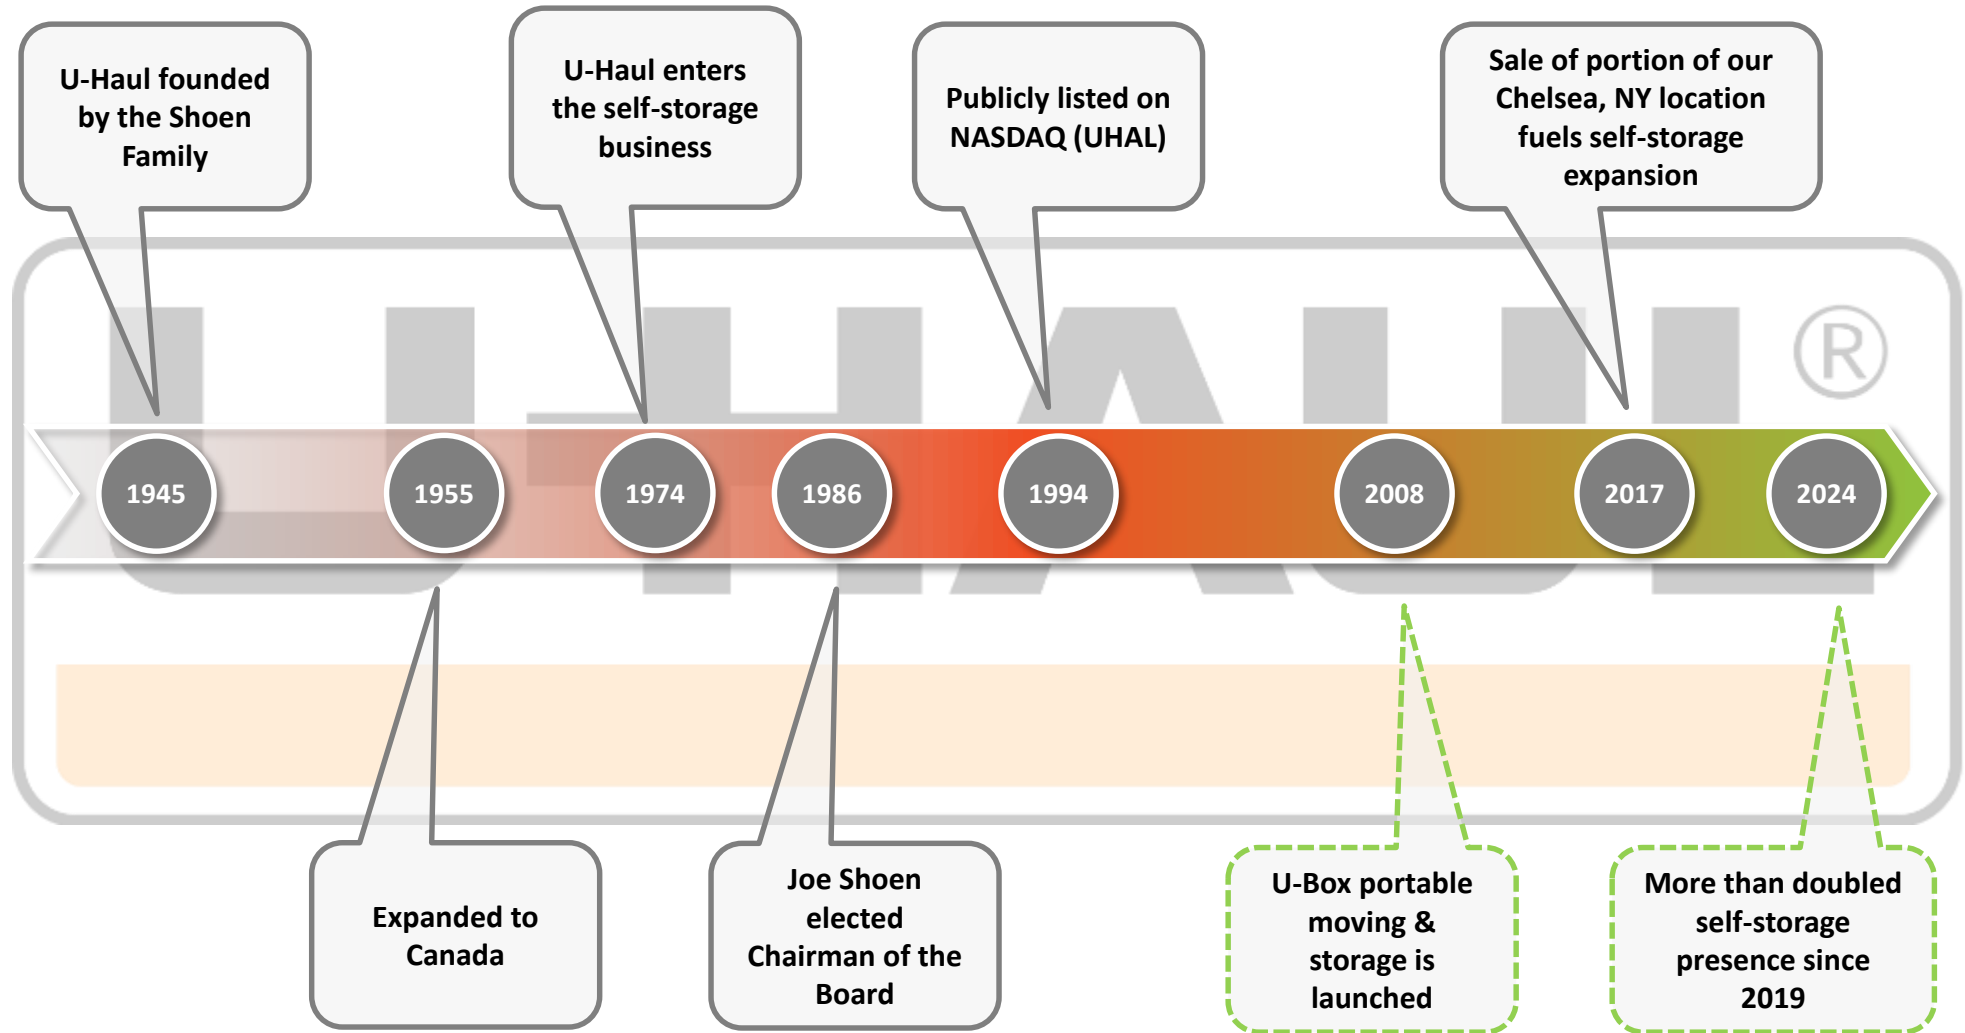 U-Haul founded
by the Shoen
Family
U-Haul enters
the self-storage
business
Publicly listed on
NASDAQ (UHAL)
Sale of portion of our
Chelsea, NY location
fuels self-storage
expansion
U-HAUL®
1945
1955
1974
1986
1994
2008
2017
2024
Expanded to
Canada
Joe Shoen
elected
Chairman of the
Board
U-Box portable
moving &
storage is
launched
More than doubled
self-storage
presence since
2019